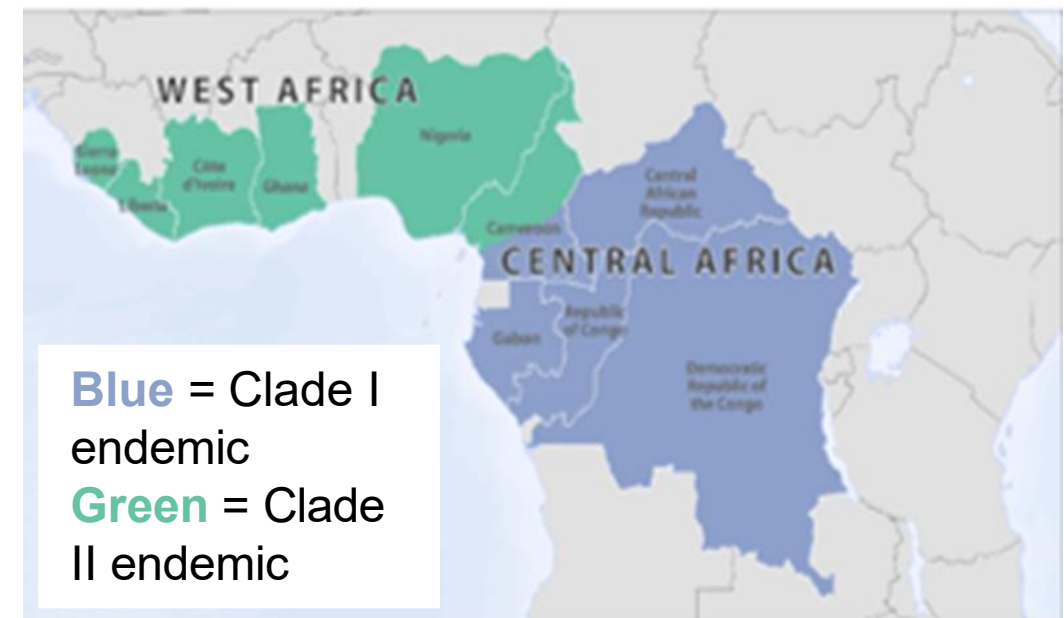 WEST AFRICA
Nigeria
Sierra
Leone
Côte
d'Ivoire
Ghana
Liberia
Central
African
Republic
Cameroon
CENTRAL AFRICA
Republic
of Congo
Gabon
Democratic
Republic of
the Congo
Blue = Clade I
endemic
Green = Clade
II endemic